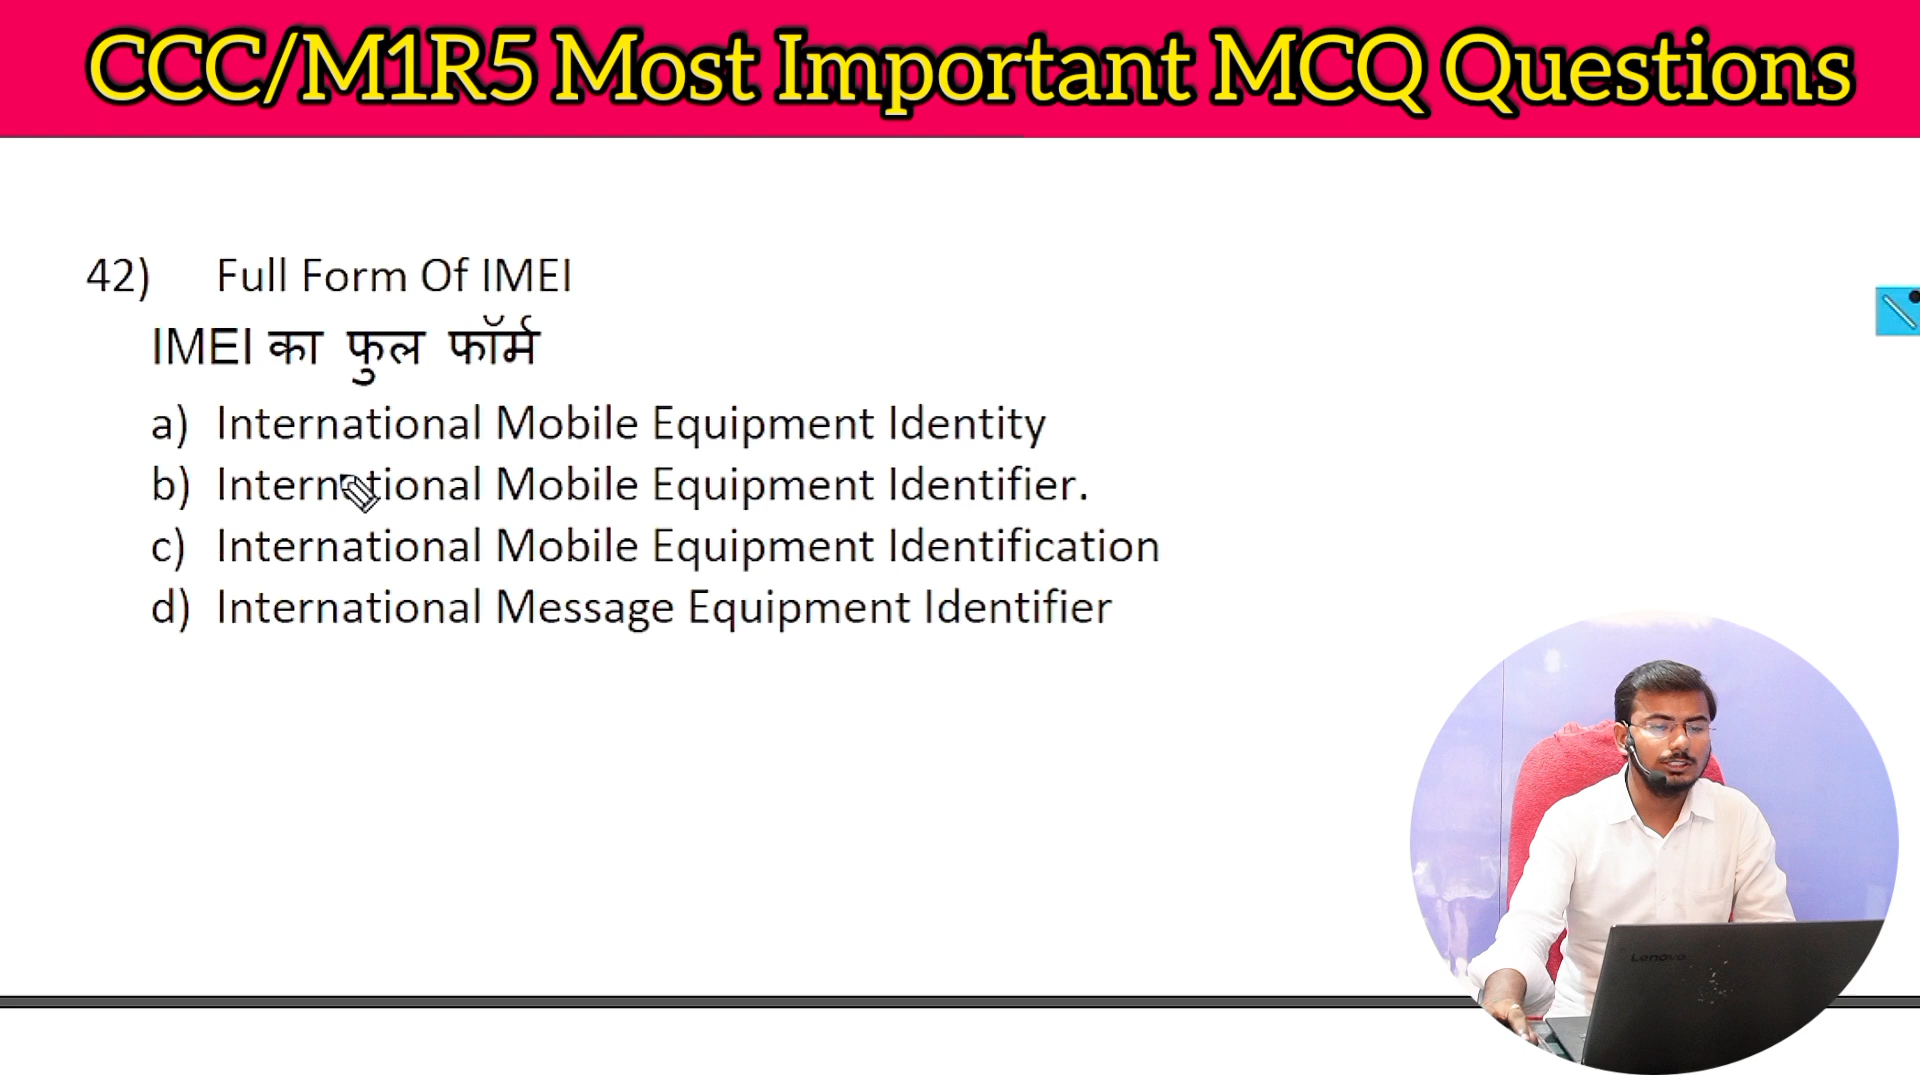 CCC/M1R5 Most Important MCQ Questions
42) Full Form Of IMEI
IMEI का फुल फॉर्म
a) International Mobile Equipment Identity
b) International Mobile Equipment Identifier.
c) International Mobile Equipment Identification
d) International Message Equipment Identifier
Lenovo